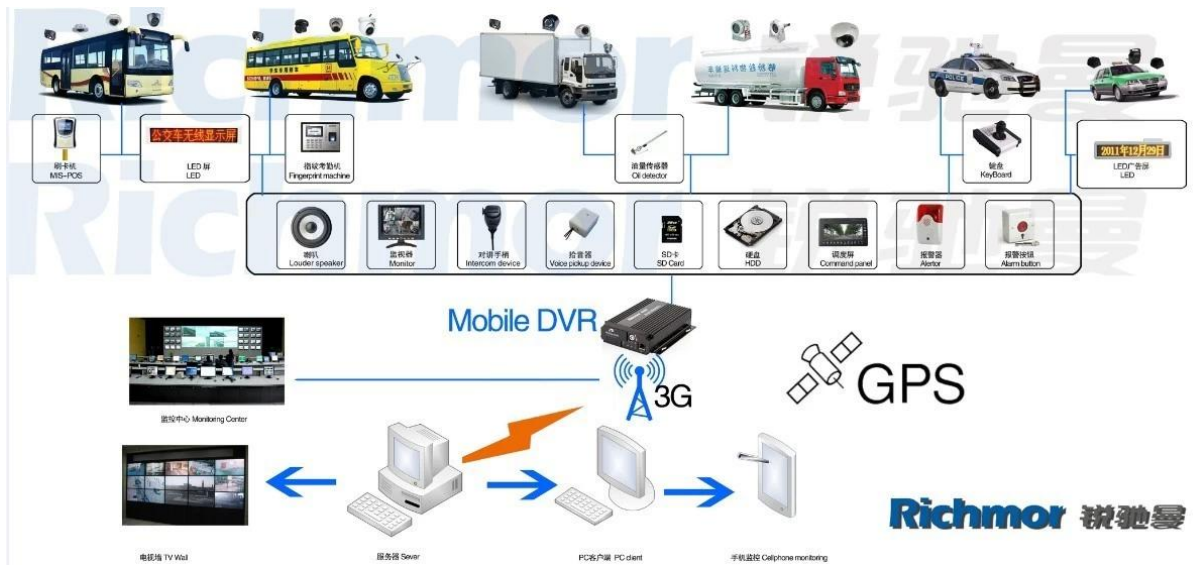 Richmor 锐驰曼
Richmor 锐驰曼
POLICE
刷卡机
MIS-POS
公交车无线显示屏
LED 屏
LED
指纹考勤机
Fingerprint machine
油量传感器
Oil detector
键盘
KeyBoard
2011年12月29日
LED广告屏
LED
喇叭
Louder speaker
监视器
Monitor
对讲手柄
Intercom device
拾音器
Voice pickup device
SD卡
SD Card
硬盘
HDD
调度屏
Command panel
报警器
Alertor
报警按钮
Alarm button
Mobile DVR
3G
GPS
监控中心 Monitoring Center
电视墙 TV Wall
服务器 Sever
PC客户端 PC client
手机监控 Cellphone monitoring
Richmor 锐驰曼